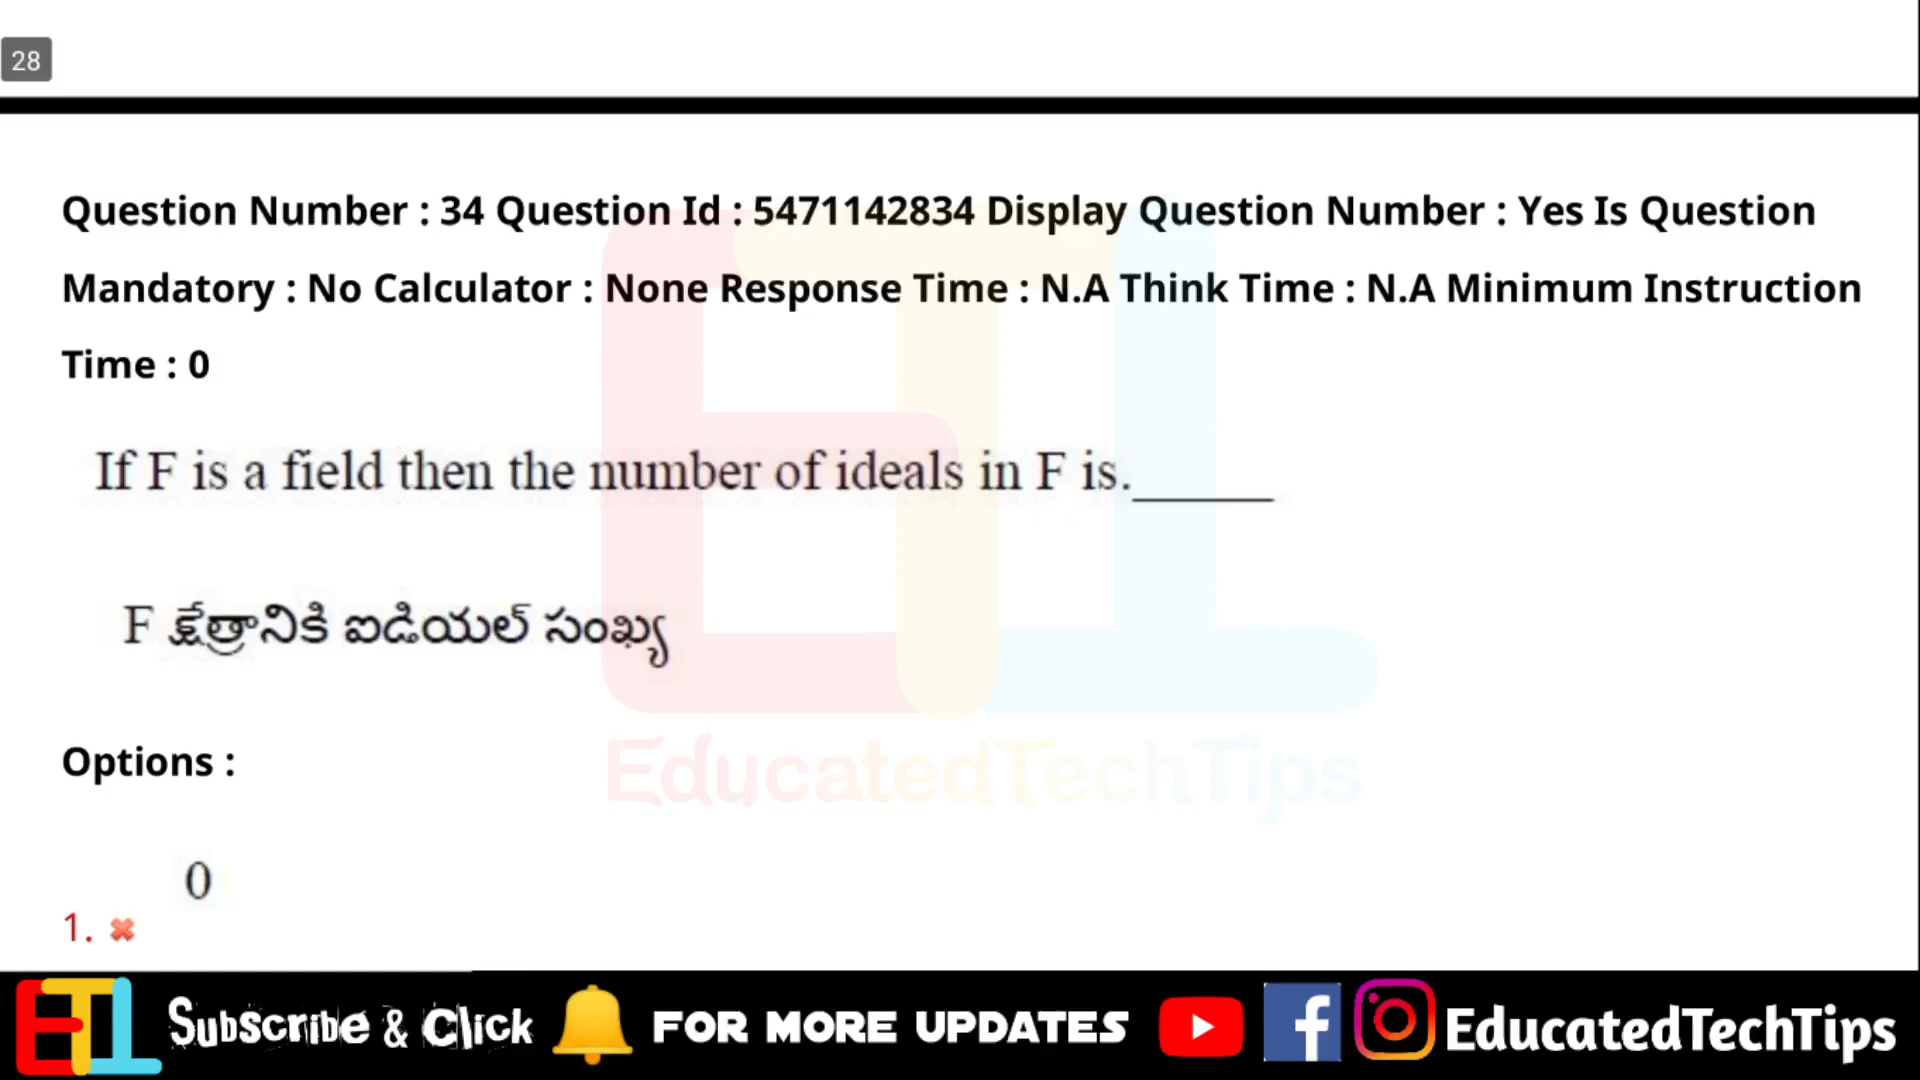 28
Question Number : 34 Question Id : 5471142834 Display Question Number : Yes Is Question
Mandatory : No Calculator : None Response Time : N.A Think Time : N.A Minimum Instruction
Time : 0
If F is a field then the number of ideals in F is.______
F క్షేత్రానికి ఐడియల్ సంఖ్య
EducatedTechTips
Options :
0
1. ✖
ETL Subscribe & Click FOR MORE UPDATES EducatedTechTips